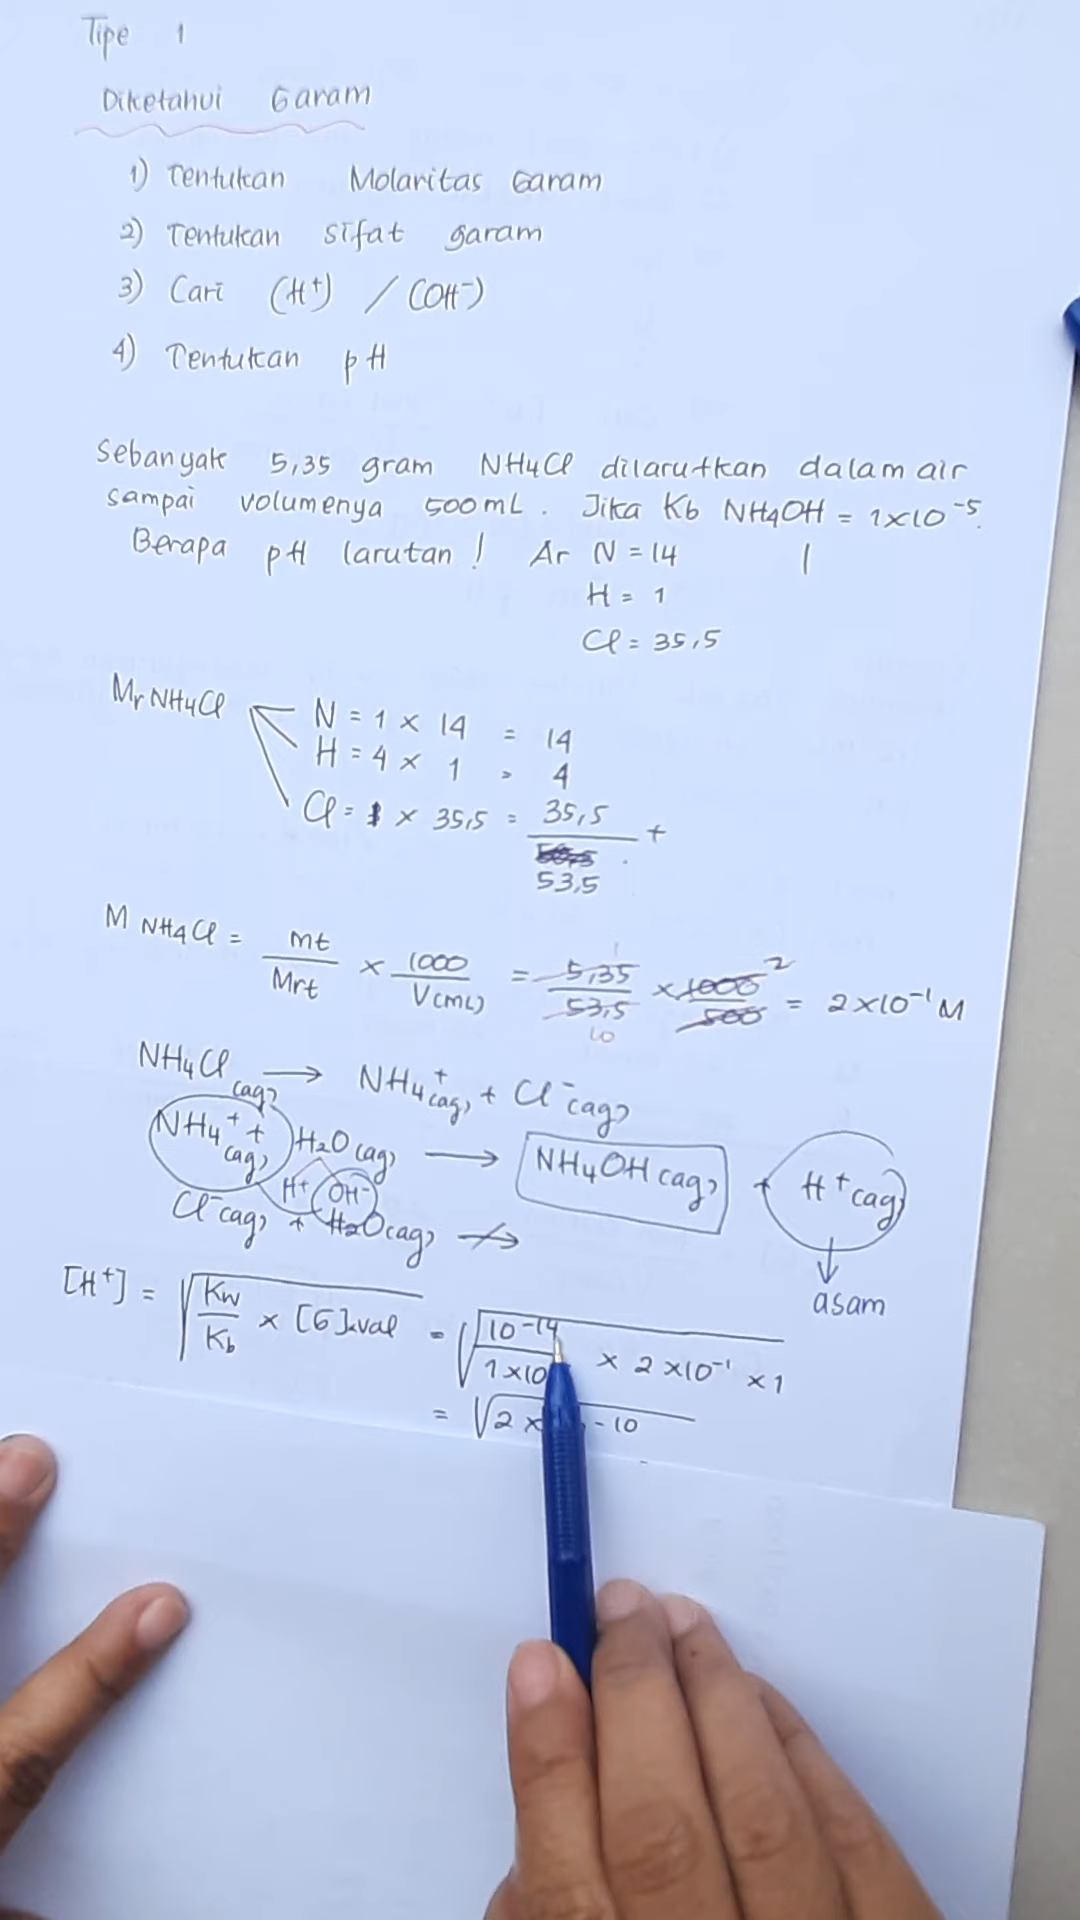 Tipe 1
Diketahui Garam
1) Tentukan Molaritas Garam
2) Tentukan sifat garam
3) Cari (H+) / (OH-)
4) Tentukan pH
Sebanyak 5,35 gram NH4Cl dilarutkan dalam air
sampai volumenya 500 mL. Jika Kb NH4OH = 1x10⁻⁵.
Berapa pH larutan! Ar N = 14
H = 1
Cl = 35,5
Mr NH4Cl N = 1 x 14 = 14
H = 4 x 1 = 4
Cl = 1 x 35,5 = 35,5 +
53,5
M NH4Cl = mt/Mrt x 1000/V(mL) = 5,35/53,5 x 1000/500 = 2x10⁻¹ M
1 2
10
NH4Cl (aq) → NH4⁺ (aq) + Cl⁻ (aq)
NH4⁺ (aq) + H2O (aq) → NH4OH (aq) + H⁺ (aq)
H⁺ OH⁻
Cl⁻ (aq) + H2O (aq) ↛
asam
[H⁺] = √Kw/Kb x [G].val = √10⁻¹⁴/1x10 x 2x10⁻¹ x 1
= √2 x -10